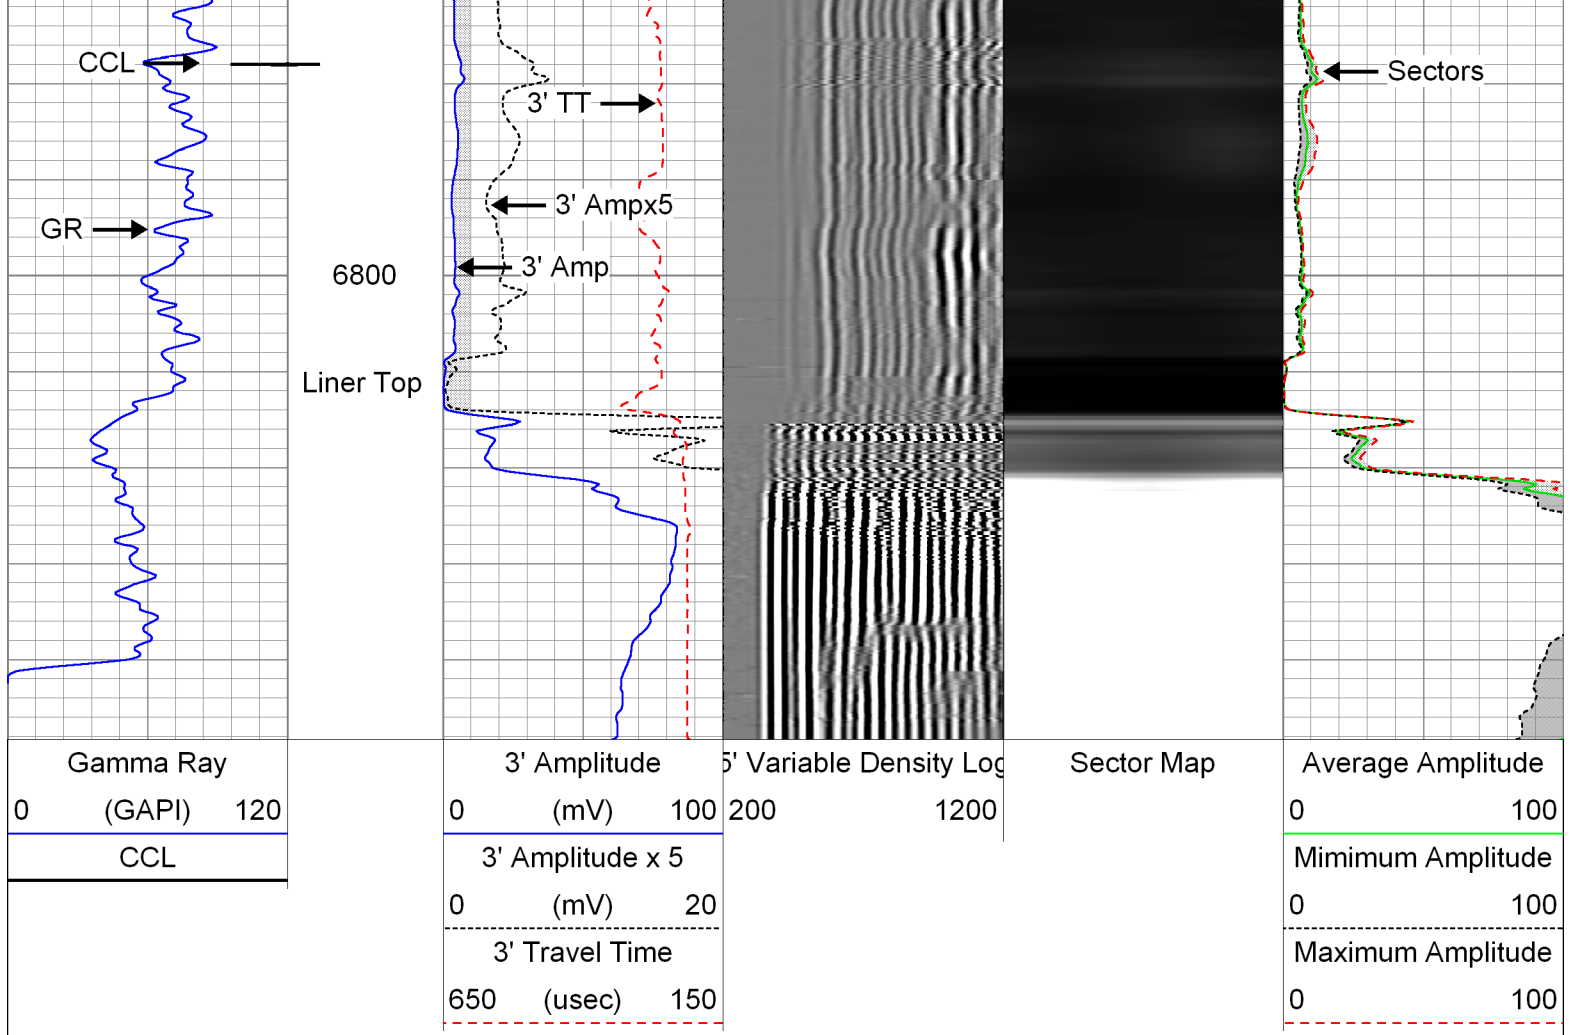 CCL
Sectors
3' TT
3' Ampx5
GR
3' Amp
6800
Liner Top
Gamma Ray
0 (GAPI) 120
CCL
3' Amplitude
0 (mV) 100
3' Amplitude x 5
0 (mV) 20
3' Travel Time
650 (usec) 150
5' Variable Density Log
200 1200
Sector Map
Average Amplitude
0 100
Mimimum Amplitude
0 100
Maximum Amplitude
0 100